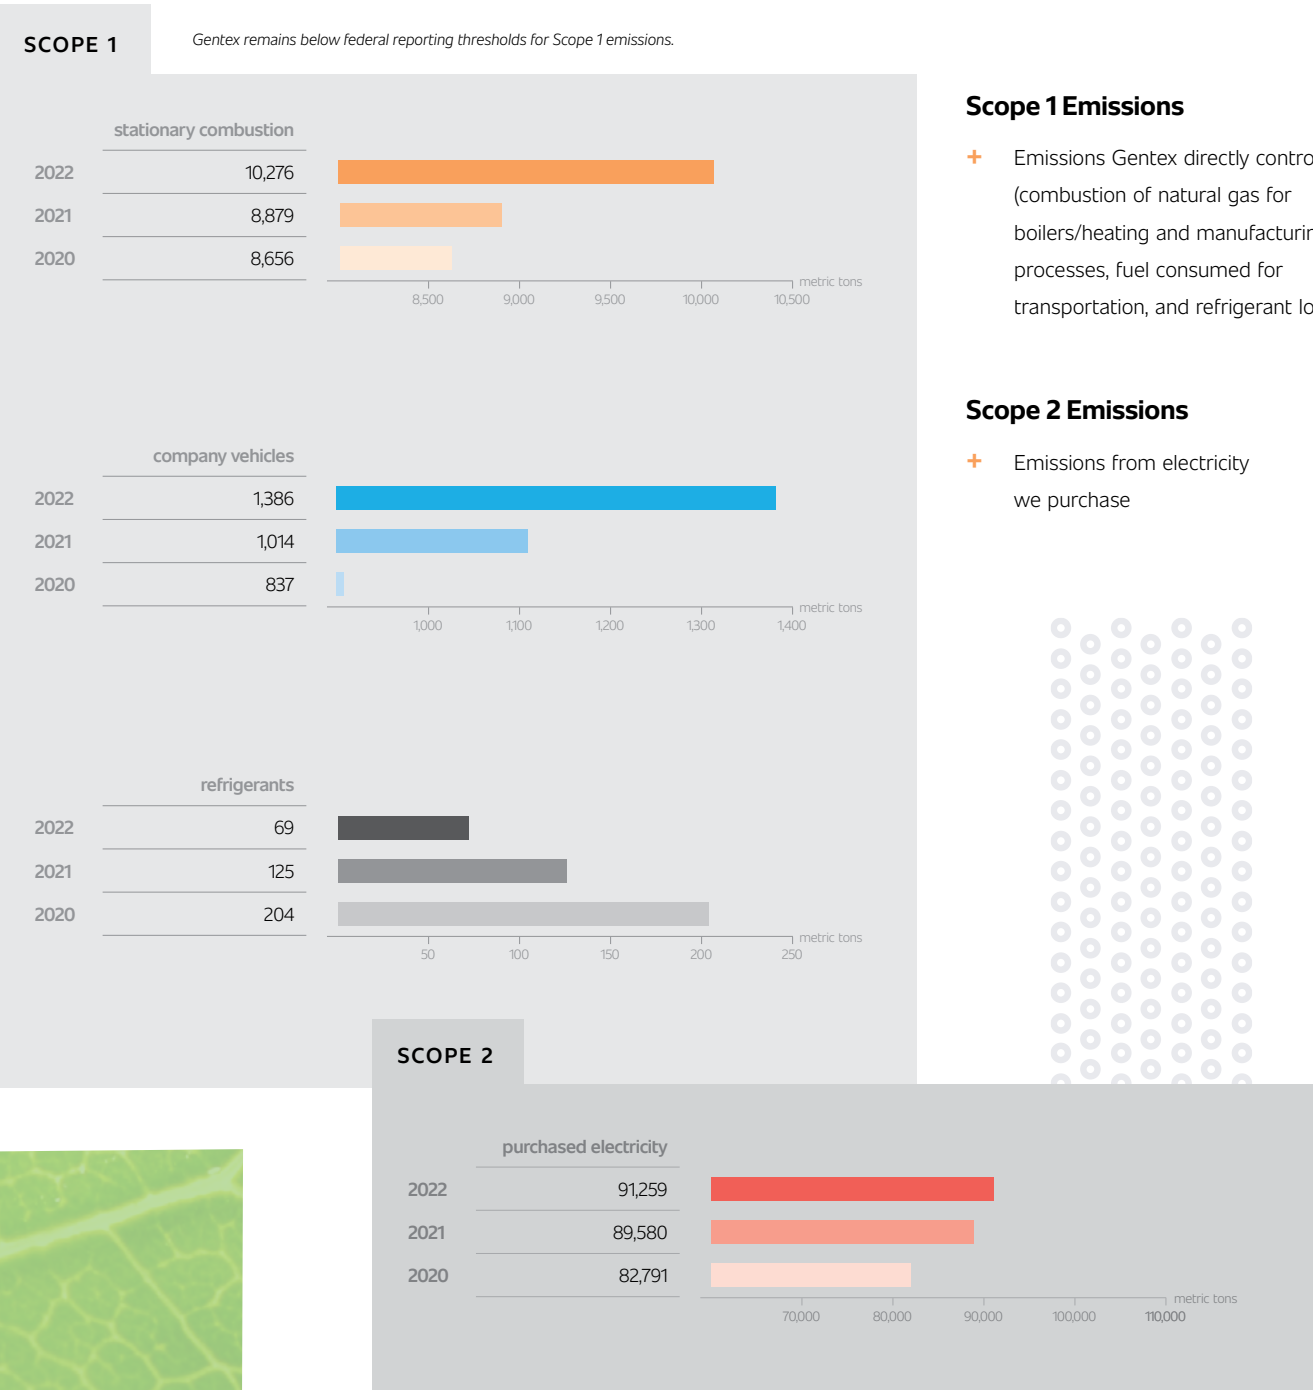 SCOPE 1
Gentex remains below federal reporting thresholds for Scope 1 emissions.
stationary combustion
2022 10,276
2021 8,879
2020 8,656
metric tons
8,500 9,000 9,500 10,000 10,500
company vehicles
2022 1,386
2021 1,014
2020 837
metric tons
1,000 1,100 1,200 1,300 1,400
refrigerants
2022 69
2021 125
2020 204
metric tons
50 100 150 200 250
Scope 1 Emissions
+ Emissions Gentex directly contro
(combustion of natural gas for
boilers/heating and manufacturin
processes, fuel consumed for
transportation, and refrigerant lo
Scope 2 Emissions
+ Emissions from electricity
we purchase
SCOPE 2
purchased electricity
2022 91,259
2021 89,580
2020 82,791
metric tons
70,000 80,000 90,000 100,000 110,000